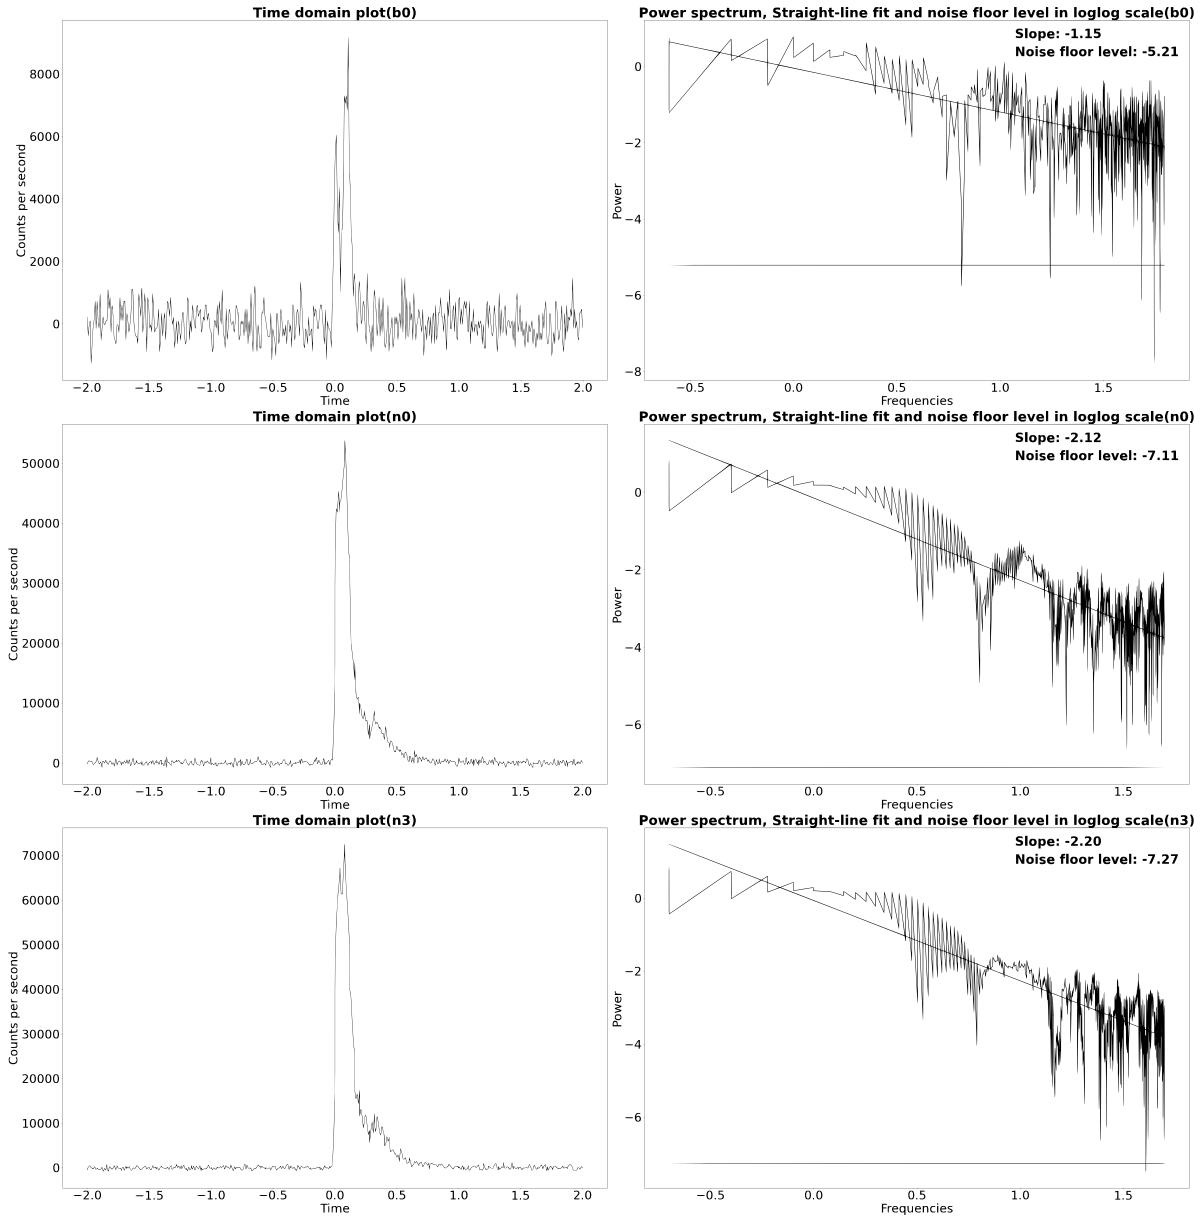 Time domain plot(b0)
Counts per second
8000
6000
4000
2000
0
−2.0 −1.5 −1.0 −0.5 0.0 0.5 1.0 1.5 2.0
Time
Power spectrum, Straight-line fit and noise floor level in loglog scale(b0)
Slope: -1.15
Noise floor level: -5.21
Power
0
−2
−4
−6
−8
−0.5 0.0 0.5 1.0 1.5
Frequencies
Time domain plot(n0)
Counts per second
50000
40000
30000
20000
10000
0
−2.0 −1.5 −1.0 −0.5 0.0 0.5 1.0 1.5 2.0
Time
Power spectrum, Straight-line fit and noise floor level in loglog scale(n0)
Slope: -2.12
Noise floor level: -7.11
Power
0
−2
−4
−6
−0.5 0.0 0.5 1.0 1.5
Frequencies
Time domain plot(n3)
Counts per second
70000
60000
50000
40000
30000
20000
10000
0
−2.0 −1.5 −1.0 −0.5 0.0 0.5 1.0 1.5 2.0
Time
Power spectrum, Straight-line fit and noise floor level in loglog scale(n3)
Slope: -2.20
Noise floor level: -7.27
Power
0
−2
−4
−6
−0.5 0.0 0.5 1.0 1.5
Frequencies